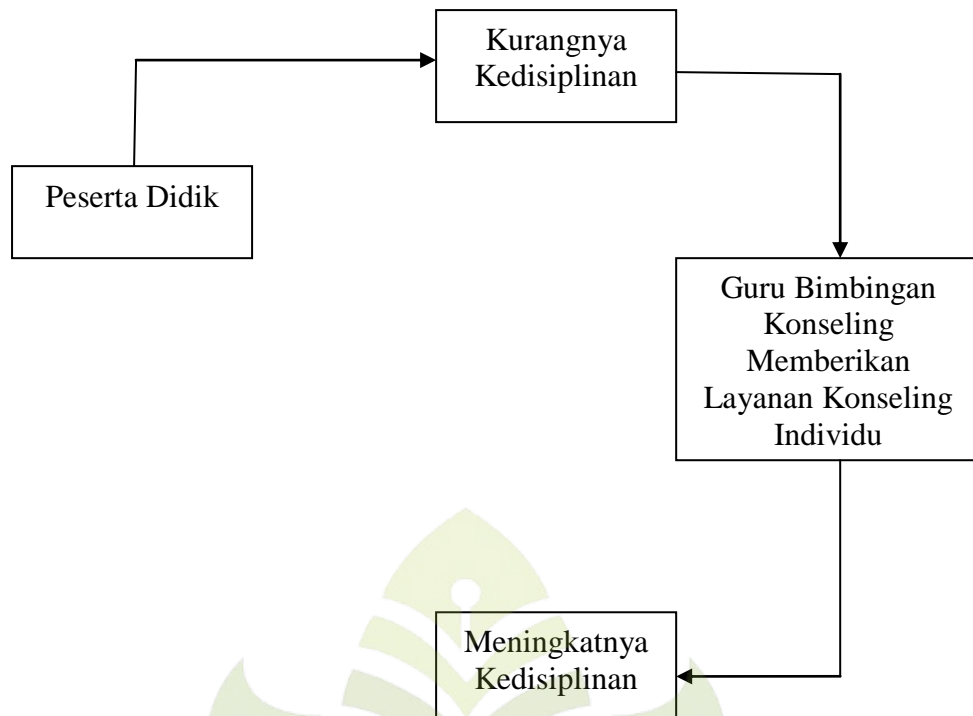 Kurangnya
Kedisiplinan
Peserta Didik
Guru Bimbingan
Konseling
Memberikan
Layanan Konseling
Individu
Meningkatnya
Kedisiplinan